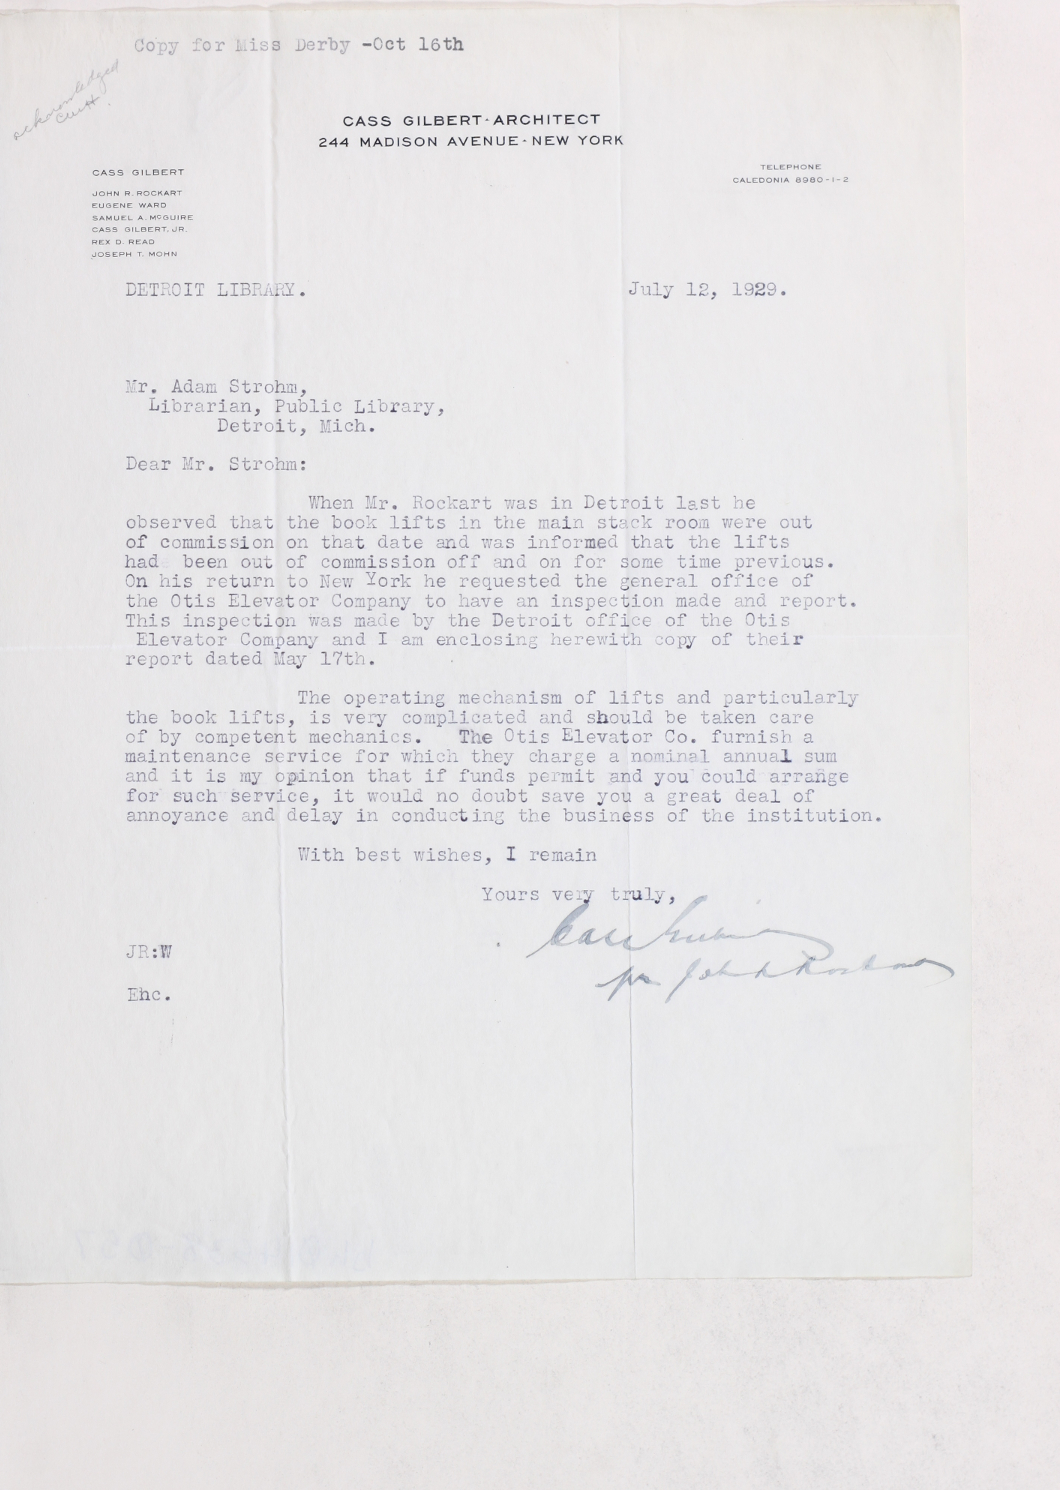 Copy for Miss Derby -Oct 16th
acknowledged
CASS GILBERT-ARCHITECT
244 MADISON AVENUE-NEW YORK
TELEPHONE
CALEDONIA 8980-1-2
CASS GILBERT
JOHN R. ROCKART
EUGENE WARD
SAMUEL A. McGUIRE
CASS GILBERT, JR.
REX D. READ
JOSEPH T. MOHN
DETROIT LIBRARY. July 12, 1929.
Mr. Adam Strohm,
Librarian, Public Library,
Detroit, Mich.
Dear Mr. Strohm:
When Mr. Rockart was in Detroit last he
observed that the book lifts in the main stack room were out
of commission on that date and was informed that the lifts
had been out of commission off and on for some time previous.
On his return to New York he requested the general office of
the Otis Elevator Company to have an inspection made and report.
This inspection was made by the Detroit office of the Otis
Elevator Company and I am enclosing herewith copy of their
report dated May 17th.
The operating mechanism of lifts and particularly
the book lifts, is very complicated and should be taken care
of by competent mechanics. The Otis Elevator Co. furnish a
maintenance service for which they charge a nominal annual sum
and it is my opinion that if funds permit and you could arrange
for such service, it would no doubt save you a great deal of
annoyance and delay in conducting the business of the institution.
With best wishes, I remain
Yours very truly,
Cass Gilbert
per John R Rockart
JR:W
Enc.